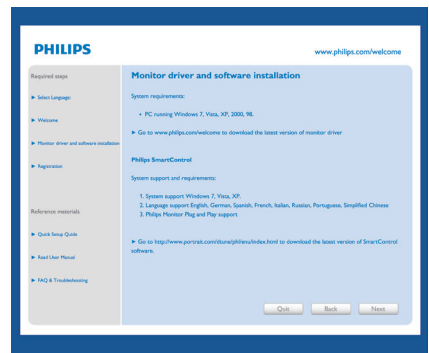 PHILIPS
www.philips.com/welcome
Required steps
Select Language:
Welcome
Monitor driver and software installation
Registration
Reference materials:
Quick Setup Quide
Read User Manual
FAQ & Troubleshooting
Monitor driver and software installation
System requirements:
• PC running Windows 7, Vista, XP, 2000, 98.
Go to www.philips.com/welcome to download the latest version of monitor driver
Philips SmartControl
System support and requirements:
1. System support Windows 7, Vista, XP.
2. Language support English, German, Spanish, French, Italian, Russian, Portuguese, Simplified Chinese
3. Philips Monitor Plug and Play support
Go to http://www.portrait.com/dtune/phl/enu/index.html to download the latest version of SmartControl
software.
Quit
Back
Next